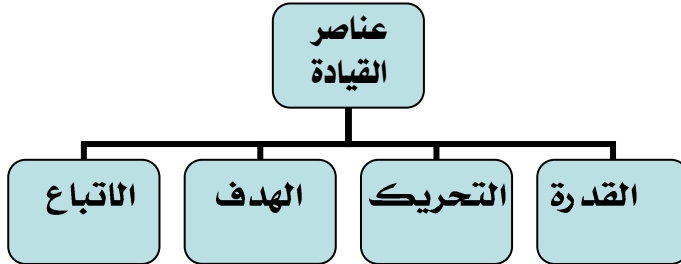 عناصر
القيادة
القدرة
التحريك
الهدف
الاتباع